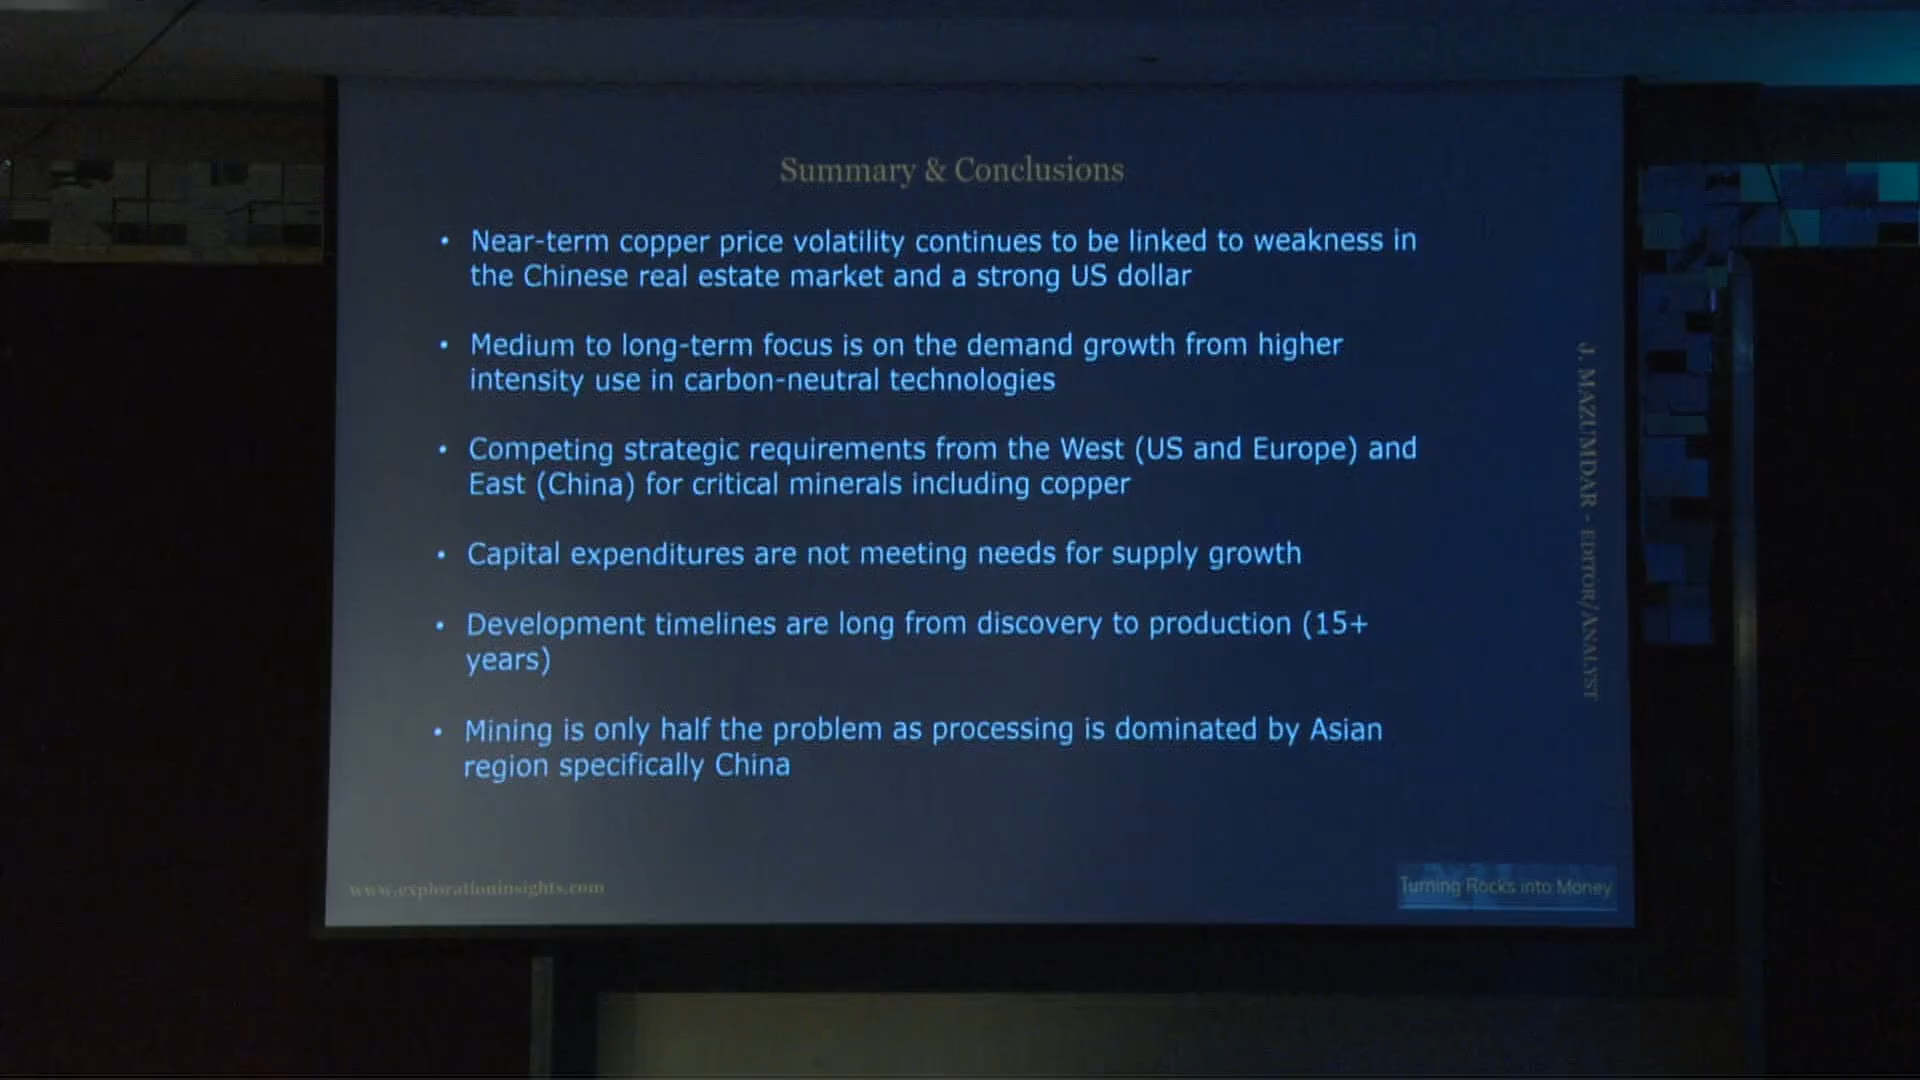 Summary & Conclusions
• Near-term copper price volatility continues to be linked to weakness in
the Chinese real estate market and a strong US dollar
• Medium to long-term focus is on the demand growth from higher
intensity use in carbon-neutral technologies
• Competing strategic requirements from the West (US and Europe) and
East (China) for critical minerals including copper
• Capital expenditures are not meeting needs for supply growth
• Development timelines are long from discovery to production (15+
years)
• Mining is only half the problem as processing is dominated by Asian
region specifically China
J. MAZUMDAR - EDITOR/ANALYST
www.explorationinsights.com
Turning Rocks into Money